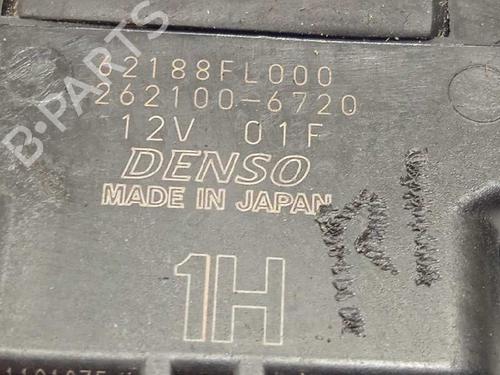 62188FL000
262100-6720
12V 01F
DENSO
MADE IN JAPAN
1H
B-PARTS